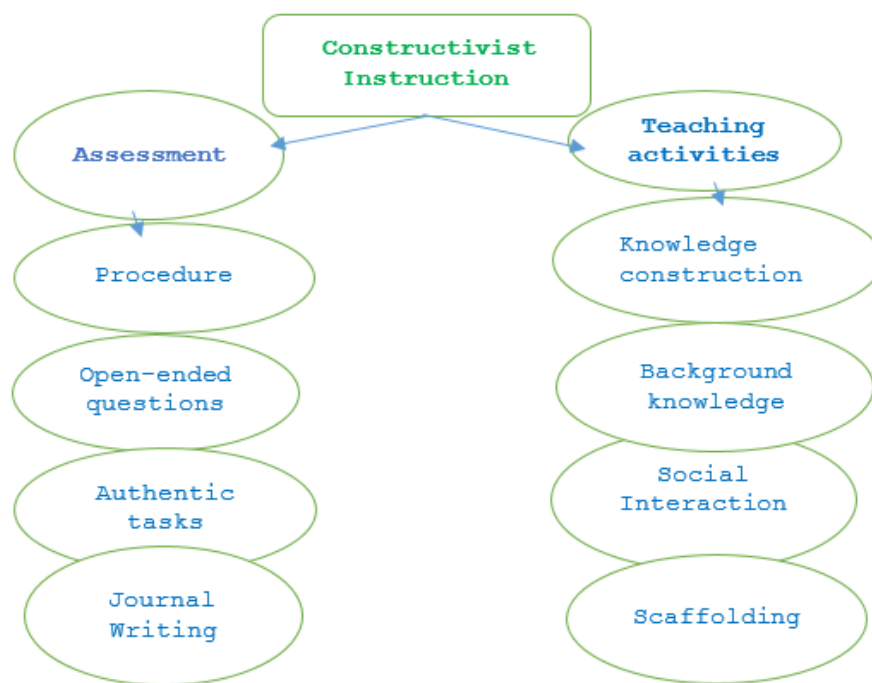 Constructivist
Instruction
Assessment
Teaching
activities
Procedure
Knowledge
construction
Open-ended
questions
Background
knowledge
Authentic
tasks
Social
Interaction
Journal
Writing
Scaffolding